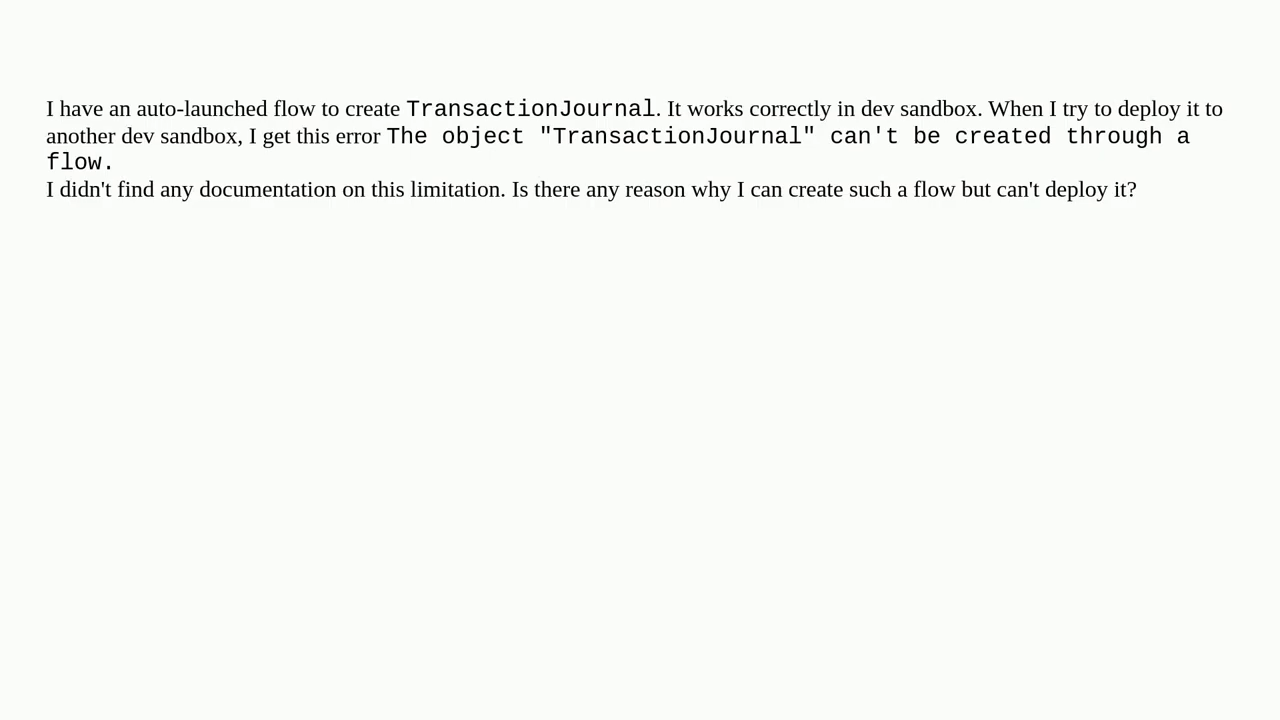 I have an auto-launched flow to create TransactionJournal. It works correctly in dev sandbox. When I try to deploy it to
another dev sandbox, I get this error The object "TransactionJournal" can't be created through a
flow.
I didn't find any documentation on this limitation. Is there any reason why I can create such a flow but can't deploy it?